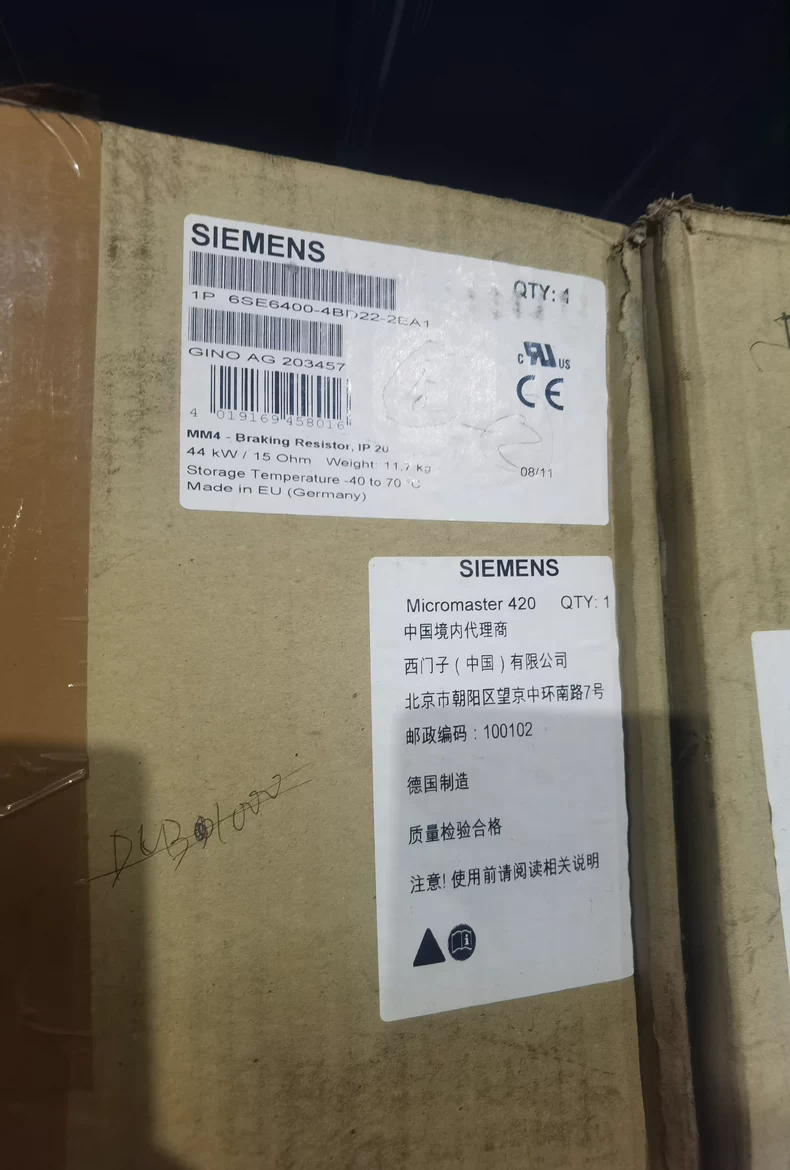 SIEMENS
QTY: 1
1P 6SE6400-4BD22-2EA1
GINO AG 203457
c UR US
CE
4 019169 458016
MM4 - Braking Resistor, IP 20
44 kW / 15 Ohm Weight: 11,7 kg
08/11
Storage Temperature -40 to 70 °C
Made in EU (Germany)
SIEMENS
Micromaster 420 QTY: 1
中国境内代理商
西门子（中国）有限公司
北京市朝阳区望京中环南路7号
邮政编码：100102
德国制造
质量检验合格
注意! 使用前请阅读相关说明